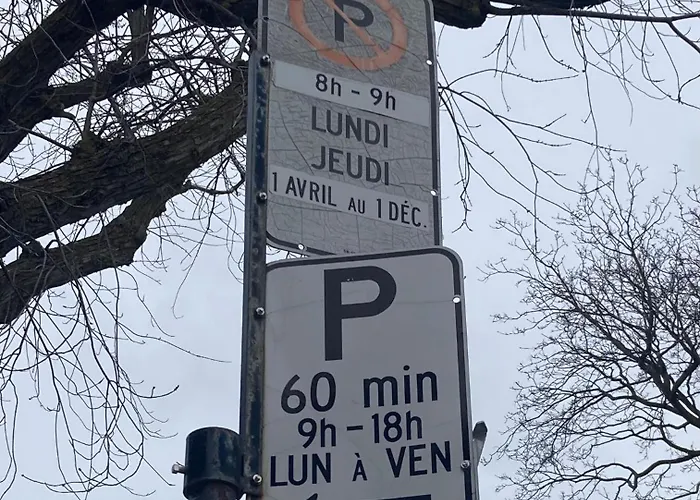 P
8h - 9h
LUNDI
JEUDI
1 AVRIL AU 1 DÉC.
P
60 min
9h - 18h
LUN À VEN